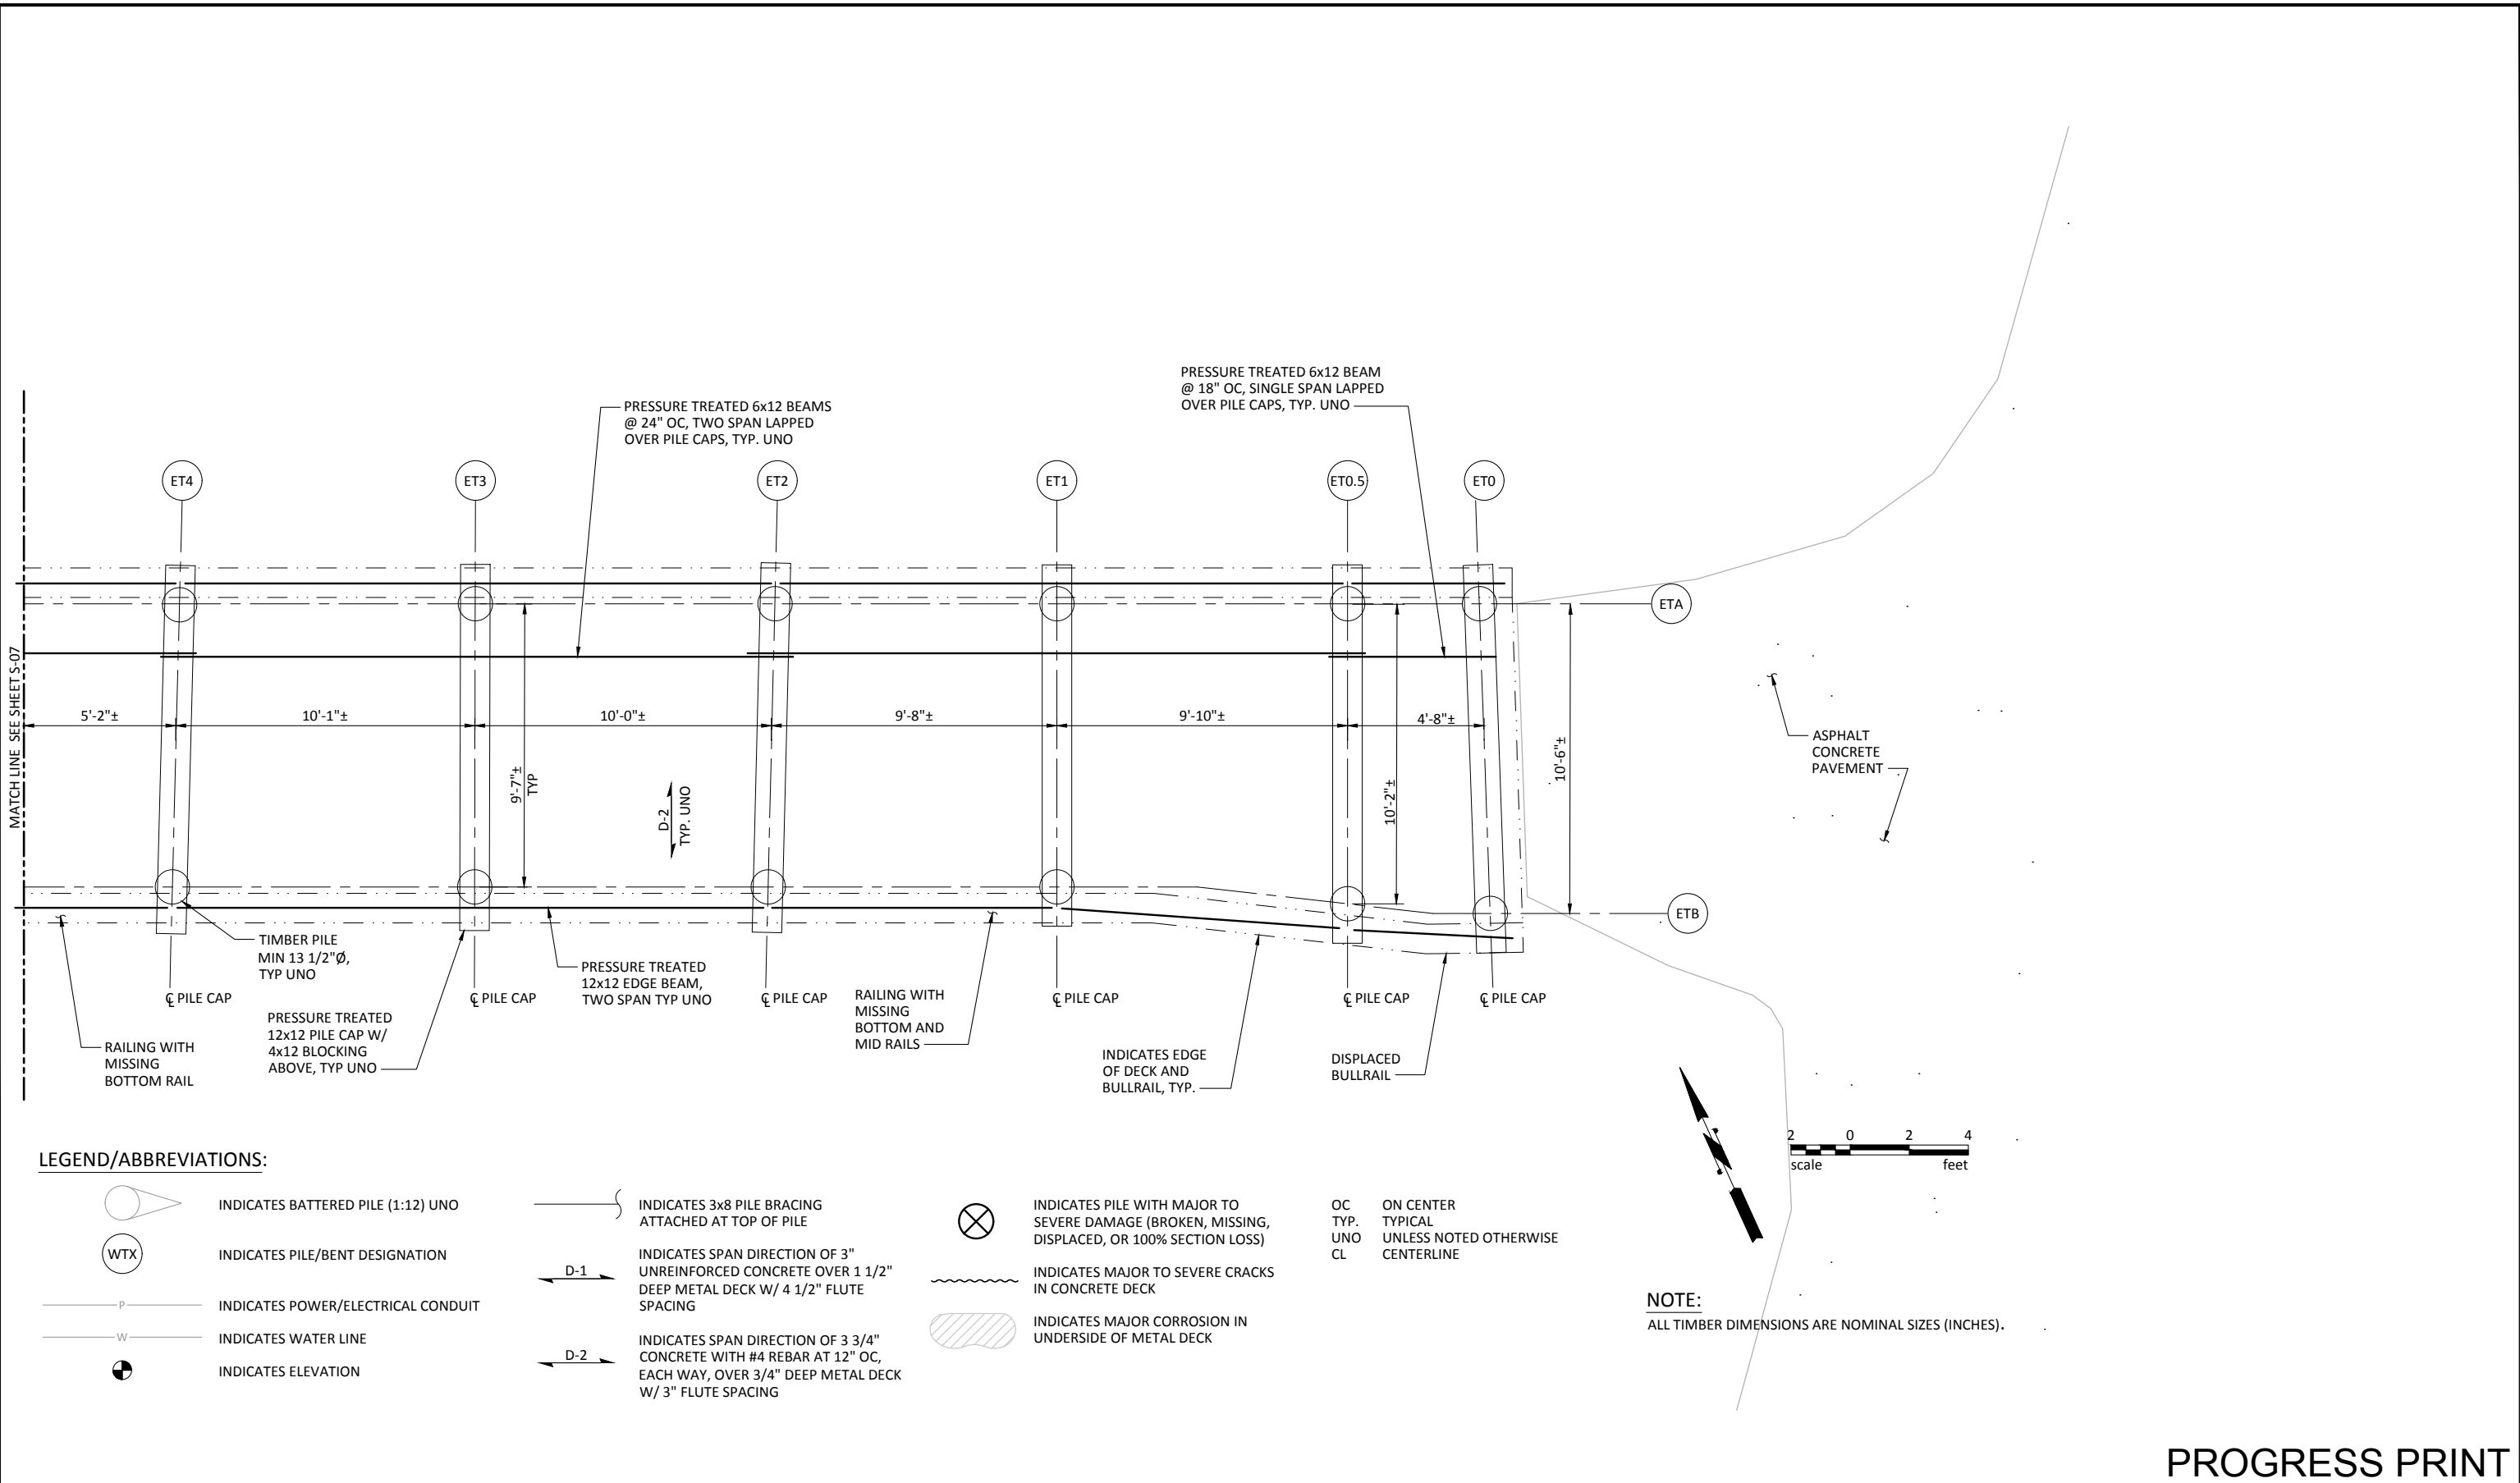 PRESSURE TREATED 6x12 BEAM
@ 18" OC, SINGLE SPAN LAPPED
OVER PILE CAPS, TYP. UNO
PRESSURE TREATED 6x12 BEAMS
@ 24" OC, TWO SPAN LAPPED
OVER PILE CAPS, TYP. UNO
ET4
ET3
ET2
ET1
ET0.5
ET0
ETA
MATCH LINE SEE SHEET S-07
5'-2"±
10'-1"±
10'-0"±
9'-8"±
9'-10"±
4'-8"±
9'-7"±
TYP
D-2
TYP. UNO
10'-2"±
10'-6"±
ASPHALT
CONCRETE
PAVEMENT
ETB
TIMBER PILE
MIN 13 1/2"Ø,
TYP UNO
PRESSURE TREATED
12x12 EDGE BEAM,
TWO SPAN TYP UNO
℄ PILE CAP
℄ PILE CAP
℄ PILE CAP
℄ PILE CAP
℄ PILE CAP
℄ PILE CAP
RAILING WITH
MISSING
BOTTOM AND
MID RAILS
PRESSURE TREATED
12x12 PILE CAP W/
4x12 BLOCKING
ABOVE, TYP UNO
RAILING WITH
MISSING
BOTTOM RAIL
INDICATES EDGE
OF DECK AND
BULLRAIL, TYP.
DISPLACED
BULLRAIL
2 0 2 4
scale feet
LEGEND/ABBREVIATIONS:
INDICATES BATTERED PILE (1:12) UNO
WTX
INDICATES PILE/BENT DESIGNATION
P
INDICATES POWER/ELECTRICAL CONDUIT
W
INDICATES WATER LINE
INDICATES ELEVATION
INDICATES 3x8 PILE BRACING
ATTACHED AT TOP OF PILE
D-1
INDICATES SPAN DIRECTION OF 3"
UNREINFORCED CONCRETE OVER 1 1/2"
DEEP METAL DECK W/ 4 1/2" FLUTE
SPACING
D-2
INDICATES SPAN DIRECTION OF 3 3/4"
CONCRETE WITH #4 REBAR AT 12" OC,
EACH WAY, OVER 3/4" DEEP METAL DECK
W/ 3" FLUTE SPACING
INDICATES PILE WITH MAJOR TO
SEVERE DAMAGE (BROKEN, MISSING,
DISPLACED, OR 100% SECTION LOSS)
INDICATES MAJOR TO SEVERE CRACKS
IN CONCRETE DECK
INDICATES MAJOR CORROSION IN
UNDERSIDE OF METAL DECK
OC ON CENTER
TYP. TYPICAL
UNO UNLESS NOTED OTHERWISE
CL CENTERLINE
NOTE:
ALL TIMBER DIMENSIONS ARE NOMINAL SIZES (INCHES).
PROGRESS PRINT